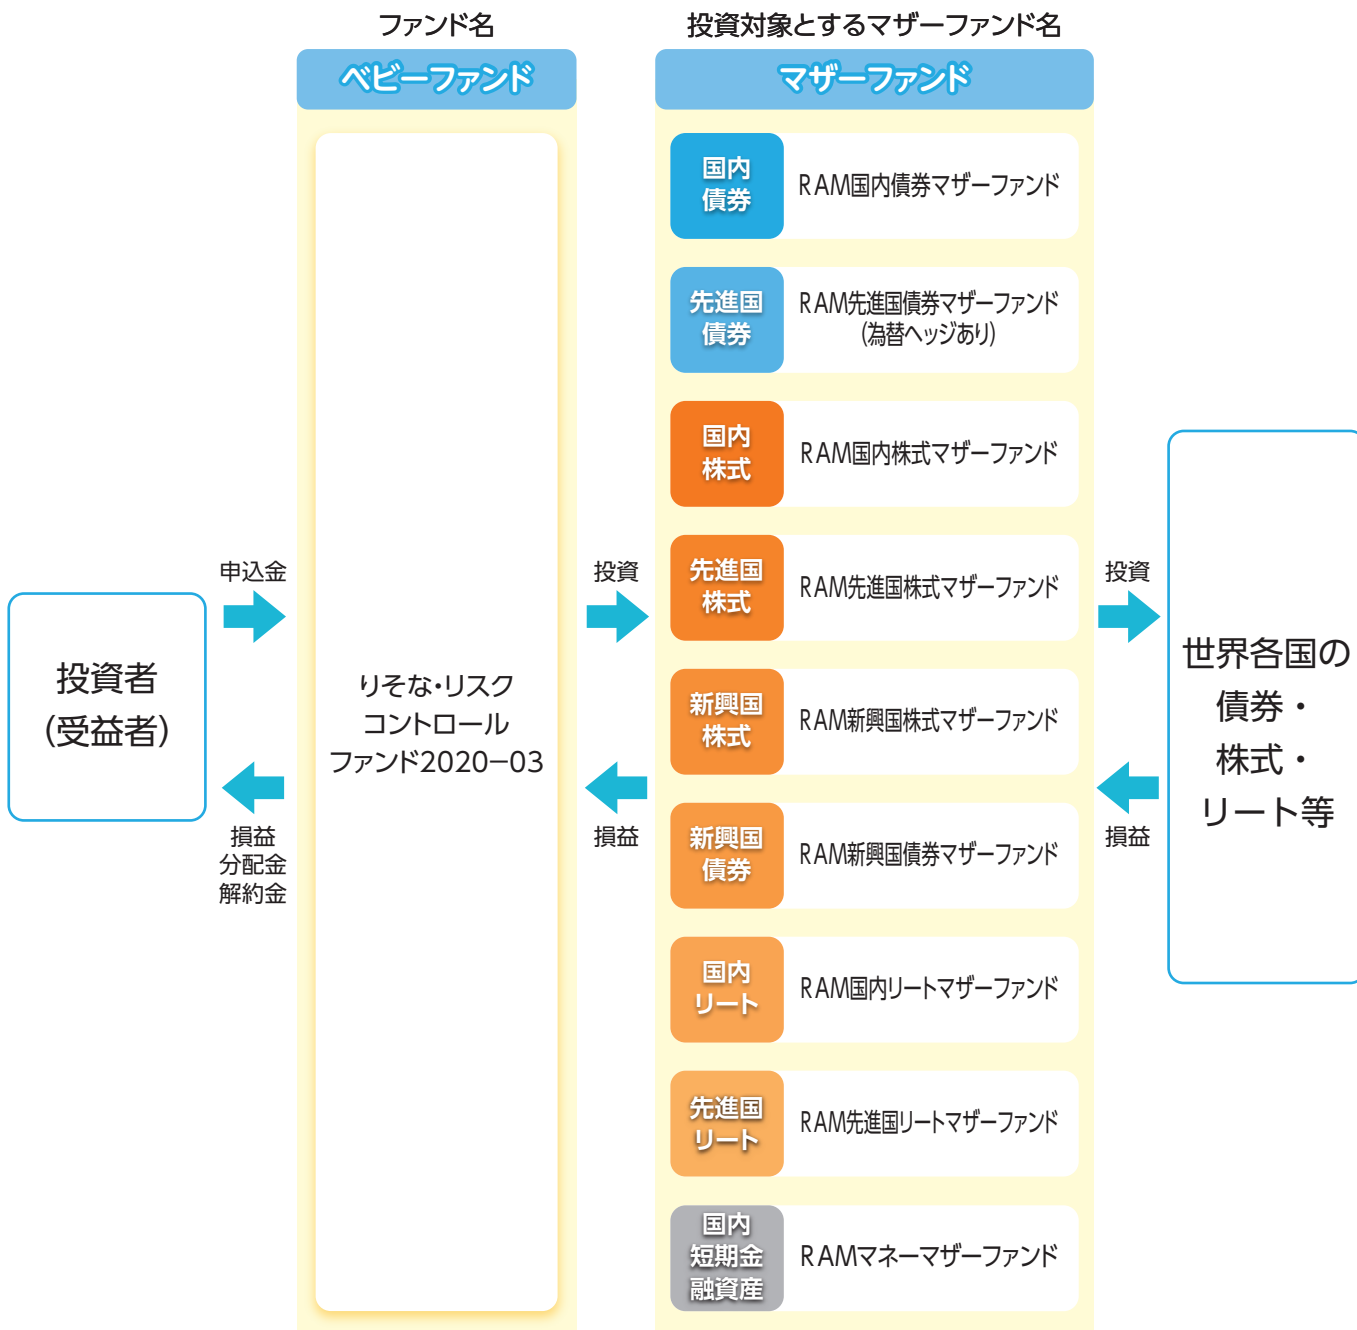 ファンド名
投資対象とするマザーファンド名
ベビーファンド
マザーファンド
投資者
(受益者)
申込金
損益
分配金
解約金
りそな・リスク
コントロール
ファンド2020−03
投資
損益
国内
債券
RAM国内債券マザーファンド
先進国
債券
RAM先進国債券マザーファンド
(為替ヘッジあり)
国内
株式
RAM国内株式マザーファンド
先進国
株式
RAM先進国株式マザーファンド
新興国
株式
RAM新興国株式マザーファンド
新興国
債券
RAM新興国債券マザーファンド
国内
リート
RAM国内リートマザーファンド
先進国
リート
RAM先進国リートマザーファンド
国内
短期金
融資産
RAMマネーマザーファンド
投資
損益
世界各国の
債券・
株式・
リート等